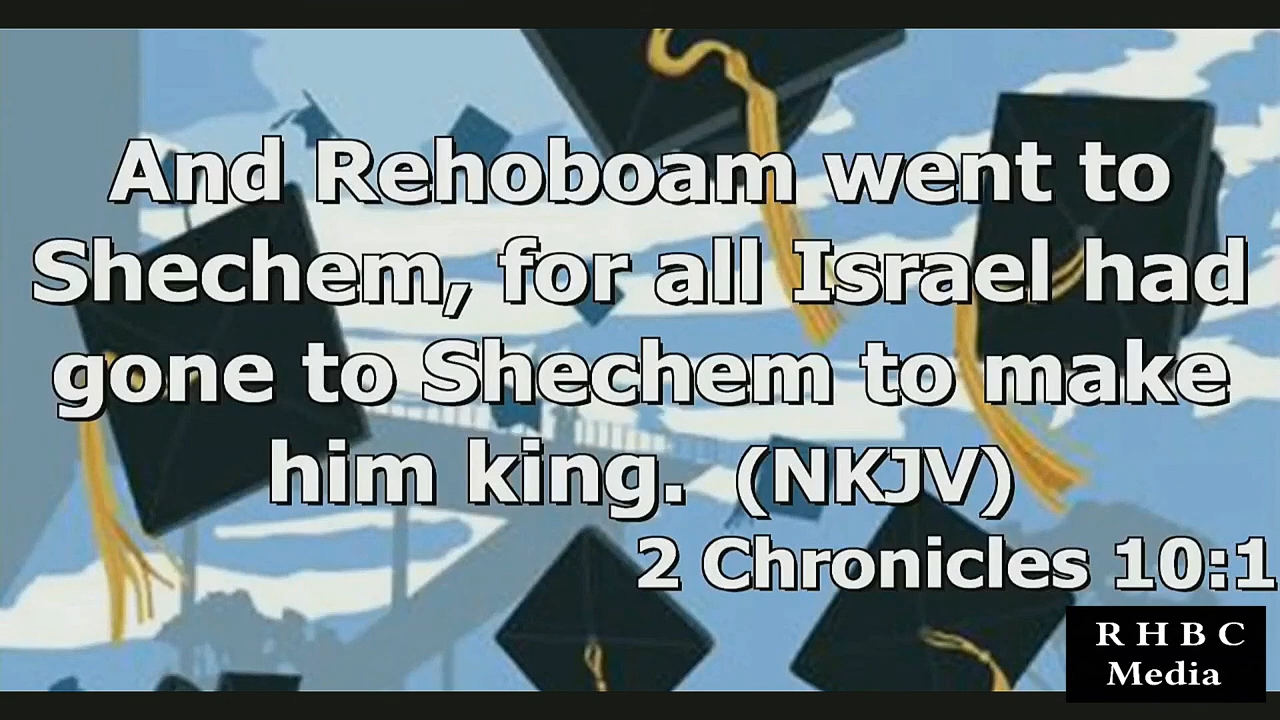 And Rehoboam went to
Shechem, for all Israel had
gone to Shechem to make
him king. (NKJV)
2 Chronicles 10:1
R H B C
Media